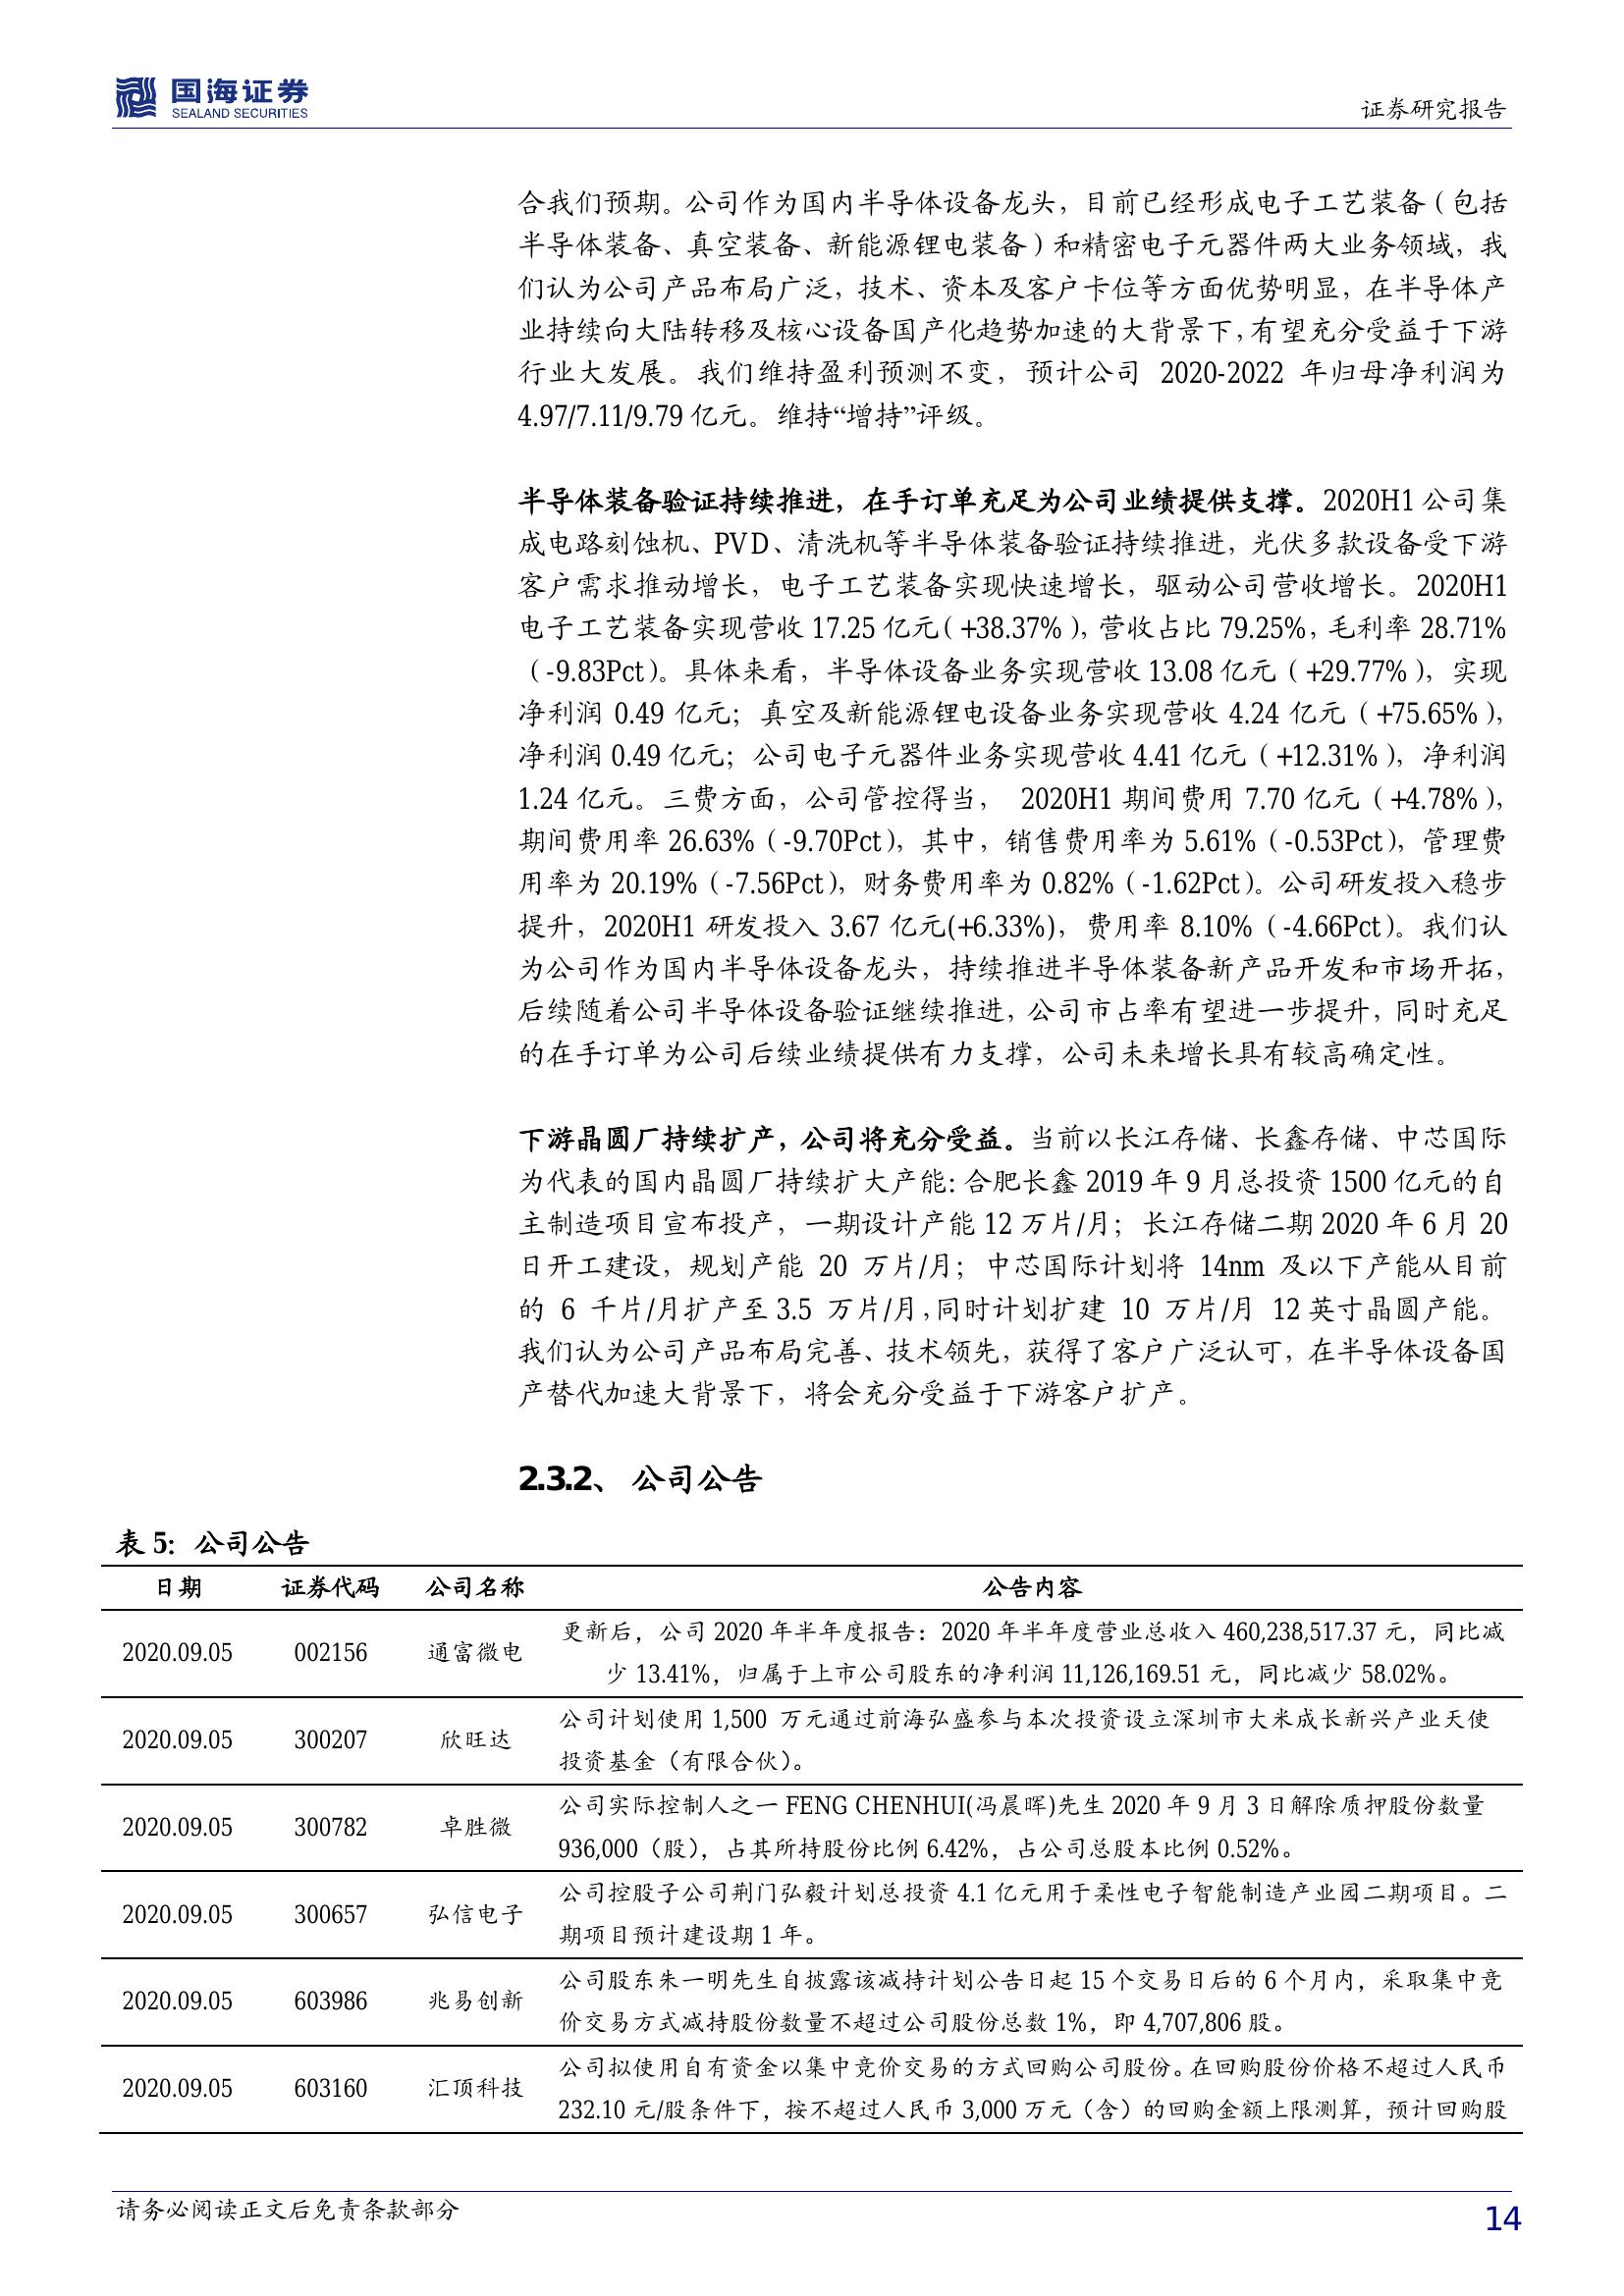 国海证券
SEALAND SECURITIES
证券研究报告
合我们预期。公司作为国内半导体设备龙头，目前已经形成电子工艺装备（包括
半导体装备、真空装备、新能源锂电装备）和精密电子元器件两大业务领域，我
们认为公司产品布局广泛，技术、资本及客户卡位等方面优势明显，在半导体产
业持续向大陆转移及核心设备国产化趋势加速的大背景下，有望充分受益于下游
行业大发展。我们维持盈利预测不变，预计公司 2020-2022 年归母净利润为
4.97/7.11/9.79 亿元。维持“增持”评级。
半导体装备验证持续推进，在手订单充足为公司业绩提供支撑。2020H1 公司集
成电路刻蚀机、PVD、清洗机等半导体装备验证持续推进，光伏多款设备受下游
客户需求推动增长，电子工艺装备实现快速增长，驱动公司营收增长。2020H1
电子工艺装备实现营收 17.25 亿元（+38.37%），营收占比 79.25%，毛利率 28.71%
（-9.83Pct）。具体来看，半导体设备业务实现营收 13.08 亿元（+29.77%），实现
净利润 0.49 亿元；真空及新能源锂电设备业务实现营收 4.24 亿元（+75.65%），
净利润 0.49 亿元；公司电子元器件业务实现营收 4.41 亿元（+12.31%），净利润
1.24 亿元。三费方面，公司管控得当， 2020H1 期间费用 7.70 亿元（+4.78%），
期间费用率 26.63%（-9.70Pct），其中，销售费用率为 5.61%（-0.53Pct），管理费
用率为 20.19%（-7.56Pct），财务费用率为 0.82%（-1.62Pct）。公司研发投入稳步
提升，2020H1 研发投入 3.67 亿元(+6.33%)，费用率 8.10%（-4.66Pct）。我们认
为公司作为国内半导体设备龙头，持续推进半导体装备新产品开发和市场开拓，
后续随着公司半导体设备验证继续推进，公司市占率有望进一步提升，同时充足
的在手订单为公司后续业绩提供有力支撑，公司未来增长具有较高确定性。
下游晶圆厂持续扩产，公司将充分受益。当前以长江存储、长鑫存储、中芯国际
为代表的国内晶圆厂持续扩大产能：合肥长鑫 2019 年 9 月总投资 1500 亿元的自
主制造项目宣布投产，一期设计产能 12 万片/月；长江存储二期 2020 年 6 月 20
日开工建设，规划产能 20 万片/月；中芯国际计划将 14nm 及以下产能从目前
的 6 千片/月扩产至 3.5 万片/月，同时计划扩建 10 万片/月 12 英寸晶圆产能。
我们认为公司产品布局完善、技术领先，获得了客户广泛认可，在半导体设备国
产替代加速大背景下，将会充分受益于下游客户扩产。
2.3.2、 公司公告
表 5：公司公告
日期 证券代码 公司名称 公告内容
2020.09.05 002156 通富微电 更新后，公司 2020 年半年度报告：2020 年半年度营业总收入 460,238,517.37 元，同比减
少 13.41%，归属于上市公司股东的净利润 11,126,169.51 元，同比减少 58.02%。
2020.09.05 300207 欣旺达 公司计划使用 1,500 万元通过前海弘盛参与本次投资设立深圳市大米成长新兴产业天使
投资基金（有限合伙）。
2020.09.05 300782 卓胜微 公司实际控制人之一 FENG CHENHUI(冯晨晖)先生 2020 年 9 月 3 日解除质押股份数量
936,000（股），占其所持股份比例 6.42%，占公司总股本比例 0.52%。
2020.09.05 300657 弘信电子 公司控股子公司荆门弘毅计划总投资 4.1 亿元用于柔性电子智能制造产业园二期项目。二
期项目预计建设期 1 年。
2020.09.05 603986 兆易创新 公司股东朱一明先生自披露该减持计划公告日起 15 个交易日后的 6 个月内，采取集中竞
价交易方式减持股份数量不超过公司股份总数 1%，即 4,707,806 股。
2020.09.05 603160 汇顶科技 公司拟使用自有资金以集中竞价交易的方式回购公司股份。在回购股份价格不超过人民币
232.10 元/股条件下，按不超过人民币 3,000 万元（含）的回购金额上限测算，预计回购股
请务必阅读正文后免责条款部分
14